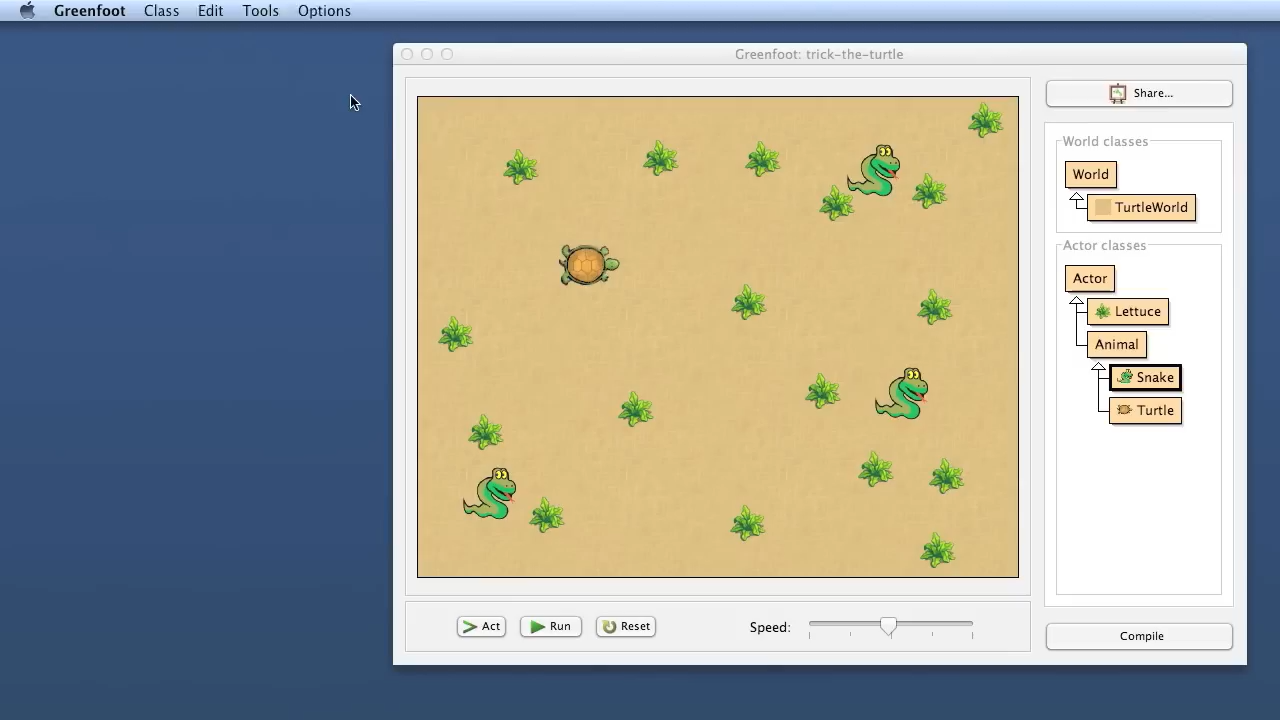 Greenfoot Class Edit Tools Options
Greenfoot: trick-the-turtle
Share...
World classes
World
TurtleWorld
Actor classes
Actor
Lettuce
Animal
Snake
Turtle
Act Run Reset Speed:
Compile